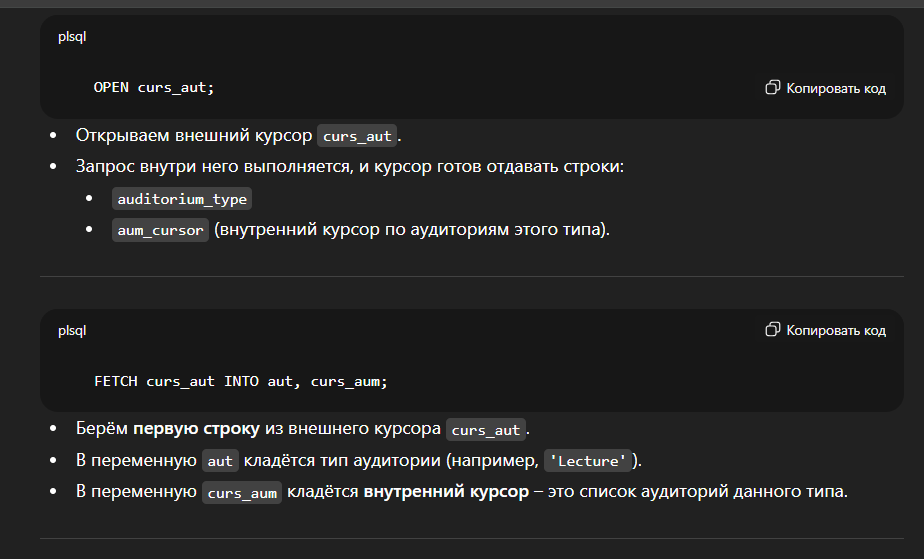 plsql
OPEN curs_aut;
Копировать код
Открываем внешний курсор curs_aut.
Запрос внутри него выполняется, и курсор готов отдавать строки:
auditorium_type
aum_cursor (внутренний курсор по аудиториям этого типа).
plsql
Копировать код
FETCH curs_aut INTO aut, curs_aum;
Берём первую строку из внешнего курсора curs_aut.
В переменную aut кладётся тип аудитории (например, 'Lecture').
В переменную curs_aum кладётся внутренний курсор – это список аудиторий данного типа.